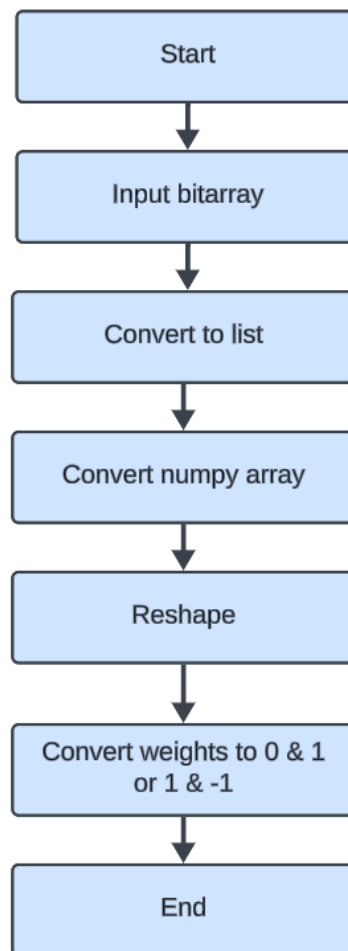 Start
Input bitarray
Convert to list
Convert numpy array
Reshape
Convert weights to 0 & 1
or 1 & -1
End